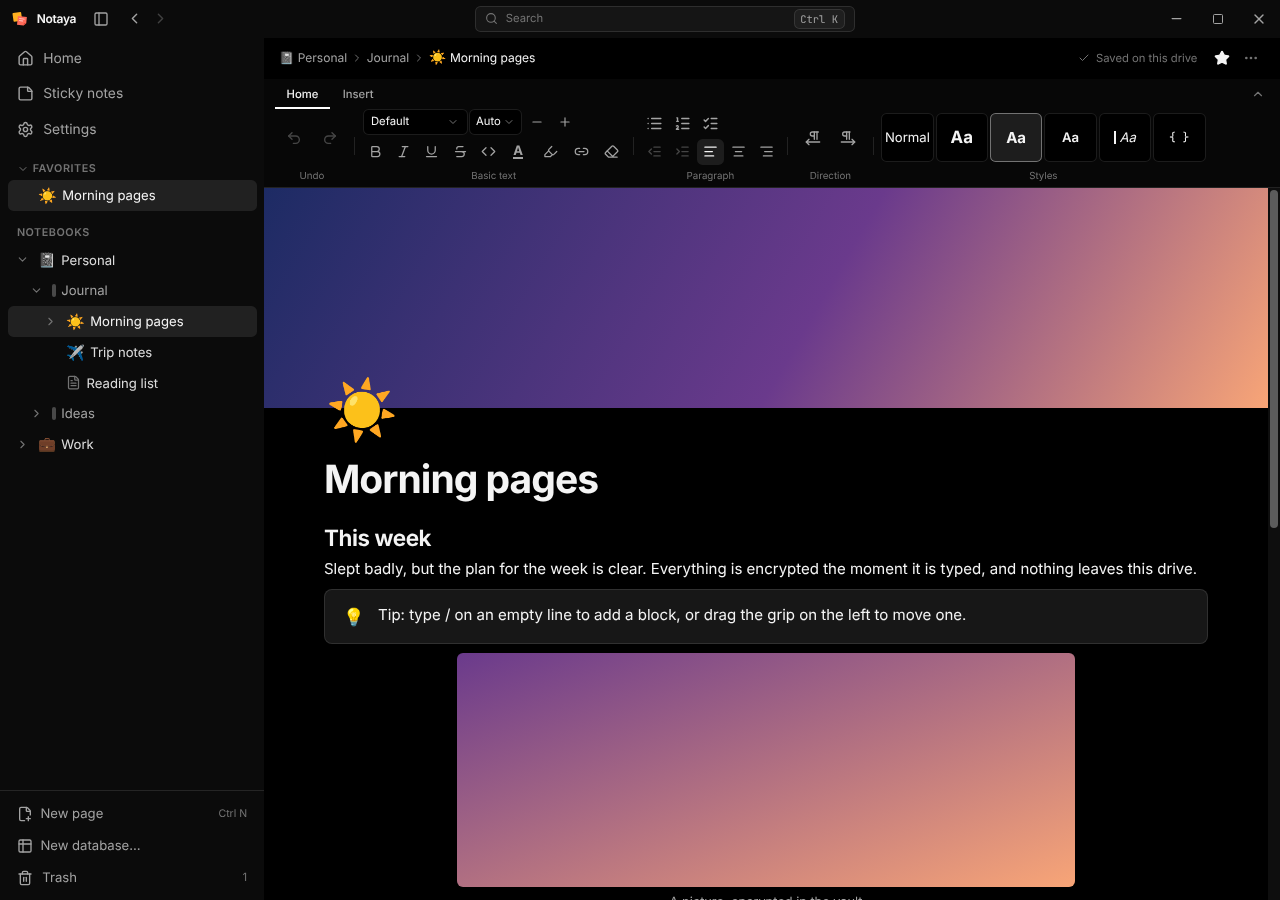 Notaya
Search
Ctrl K
Home
Sticky notes
Settings
FAVORITES
Morning pages
NOTEBOOKS
Personal
Journal
Morning pages
Trip notes
Reading list
Ideas
Work
New page
Ctrl N
New database...
Trash
1
Personal
Journal
Morning pages
Saved on this drive
Home
Insert
Default
Auto
Undo
Basic text
Paragraph
Direction
Normal
Aa
Aa
Aa
Aa
{ }
Styles
Morning pages
This week
Slept badly, but the plan for the week is clear. Everything is encrypted the moment it is typed, and nothing leaves this drive.
Tip: type / on an empty line to add a block, or drag the grip on the left to move one.
A picture, encrypted in the vault